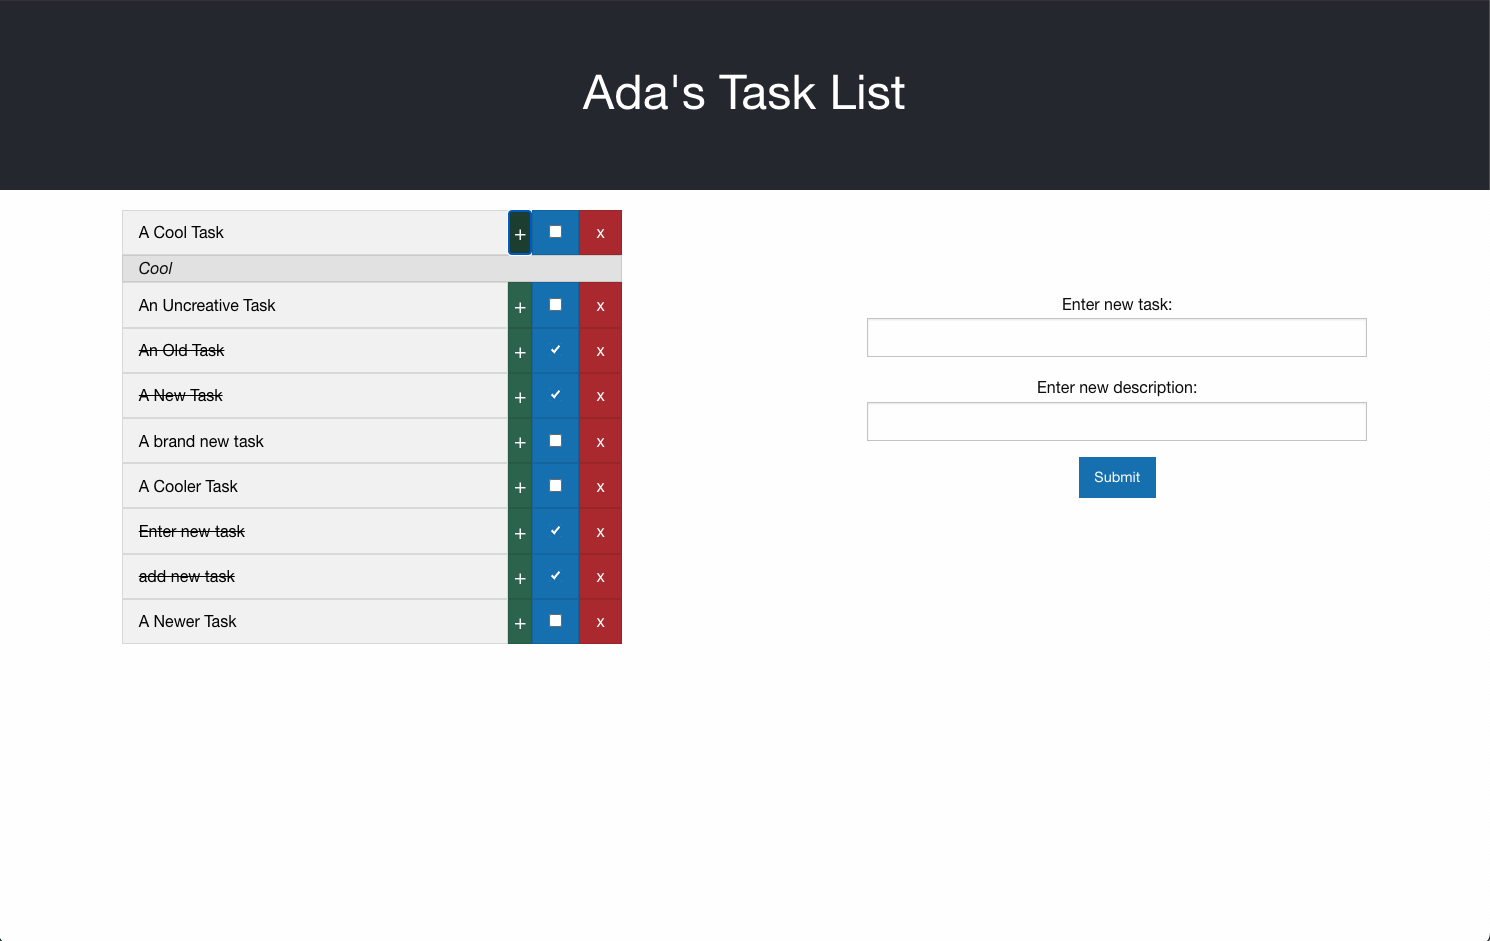 Ada's Task List
A Cool Task + x
Cool
An Uncreative Task + x
An Old Task + ✓ x
A New Task + ✓ x
A brand new task + x
A Cooler Task + x
Enter new task + ✓ x
add new task + ✓ x
A Newer Task + x
Enter new task:
Enter new description:
Submit